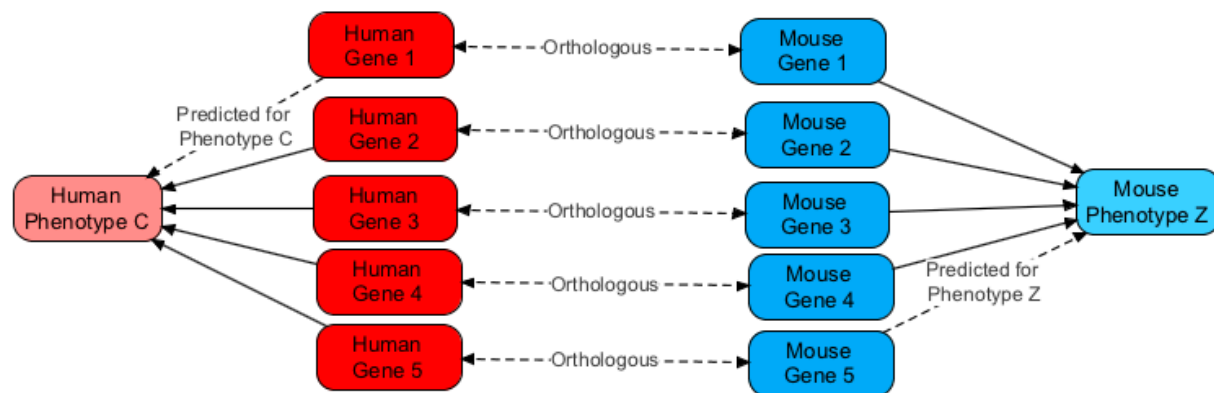 Human
Gene 1
Orthologous
Mouse
Gene 1
Predicted for
Phenotype C
Human
Gene 2
Orthologous
Mouse
Gene 2
Human
Phenotype C
Human
Gene 3
Orthologous
Mouse
Gene 3
Mouse
Phenotype Z
Human
Gene 4
Orthologous
Mouse
Gene 4
Predicted for
Phenotype Z
Human
Gene 5
Orthologous
Mouse
Gene 5